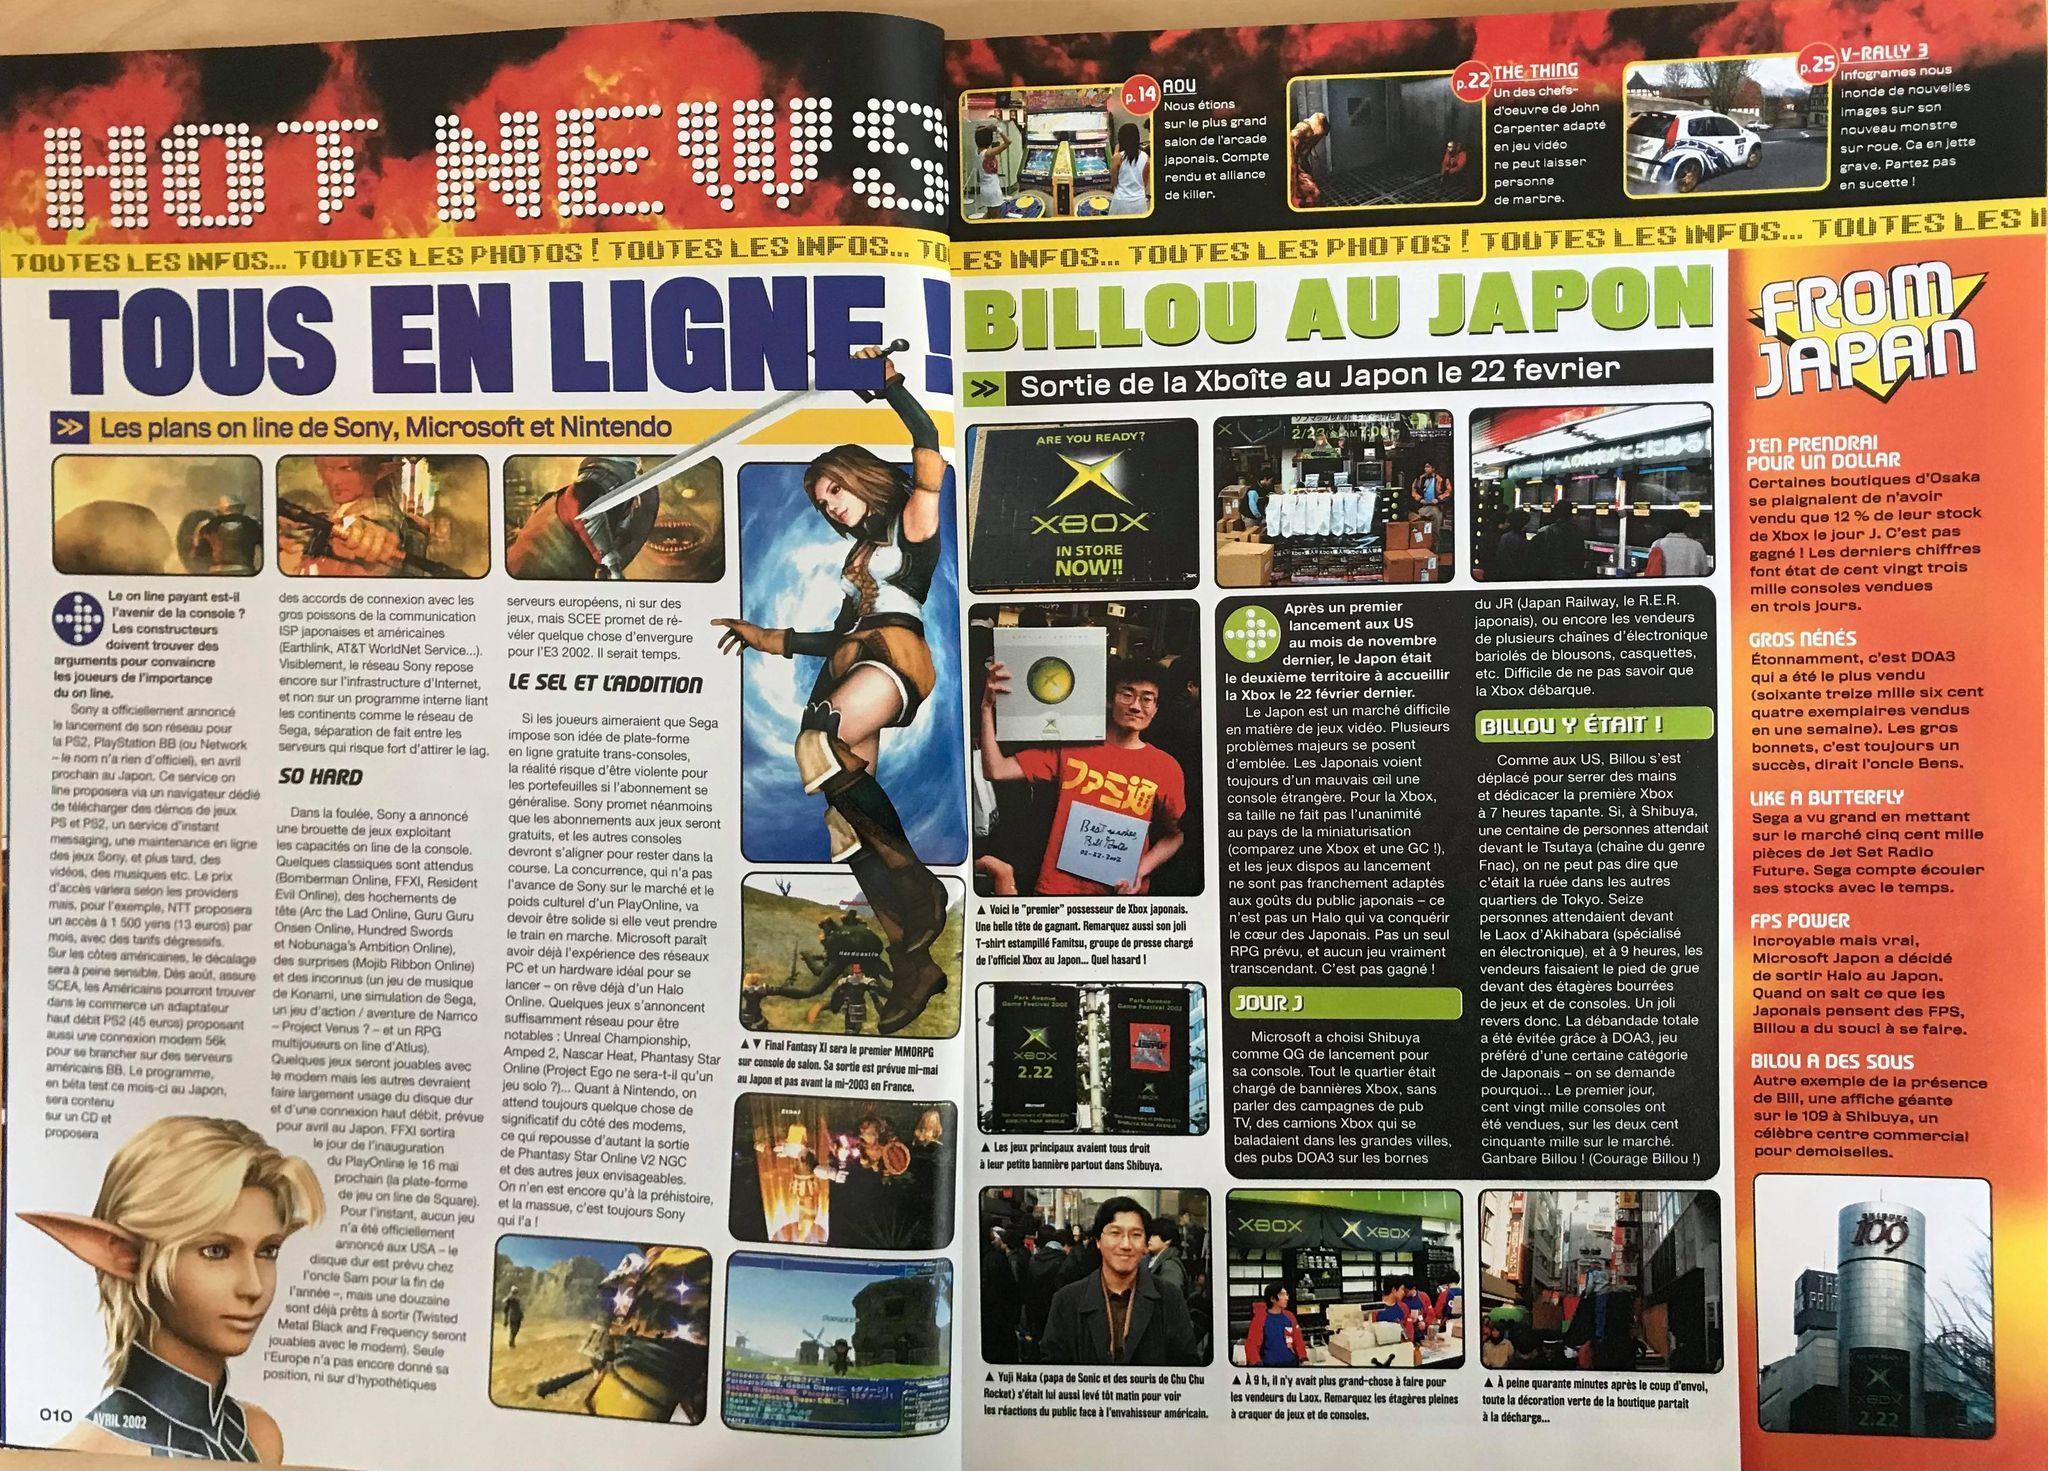 HOT NEWS
TOUTES LES INFOS... TOUTES LES PHOTOS ! TOUTES LES INFOS... TO
TOUS EN LIGNE !
>> Les plans on line de Sony, Microsoft et Nintendo
Le on line payant est-il
l'avenir de la console ?
Les constructeurs
doivent trouver des
arguments pour convaincre
les joueurs de l'importance
du on line.
Sony a officiellement annoncé
le lancement de son réseau pour
la PS2, PlayStation BB (ou Network
– le nom n'a rien d'officiel), en avril
prochain au Japon. Ce service on
line proposera via un navigateur dédié
de télécharger des démos de jeux
PS et PS2, un service d'instant
messaging, une maintenance en ligne
des jeux Sony, et plus tard, des
vidéos, des musiques etc. Le prix
d'accès variera selon les providers
mais, pour l'exemple, NTT proposera
un accès à 1 500 yens (13 euros) par
mois, avec des tarifs dégressifs.
Sur les côtes américaines, le décalage
sera à peine sensible. Dès août, assure
SCEA, les Américains pourront trouver
dans le commerce un adaptateur
haut débit PS2 (45 euros) proposant
aussi une connexion modem 56k
pour se brancher sur des serveurs
américains BB. Le programme,
en béta test ce mois-ci au Japon,
sera contenu
sur un CD et
proposera
des accords de connexion avec les
gros poissons de la communication
ISP japonaises et américaines
(Earthlink, AT&T WorldNet Service...).
Visiblement, le réseau Sony repose
encore sur l'infrastructure d'Internet,
et non sur un programme interne liant
les continents comme le réseau de
Sega, séparation de fait entre les
serveurs qui risque fort d'attirer le lag.
SO HARD
Dans la foulée, Sony a annoncé
une brouette de jeux exploitant
les capacités on line de la console.
Quelques classiques sont attendus
(Bomberman Online, FFXI, Resident
Evil Online), des hochements de
tête (Arc the Lad Online, Guru Guru
Onsen Online, Hundred Swords
et Nobunaga's Ambition Online),
des surprises (Mojib Ribbon Online)
et des inconnus (un jeu de musique
de Konami, une simulation de Sega,
un jeu d'action / aventure de Namco
– Project Venus ? – et un RPG
multijoueurs on line d'Atlus).
Quelques jeux seront jouables avec
le modem mais les autres devraient
faire largement usage du disque dur
et d'une connexion haut débit, prévue
pour avril au Japon. FFXI sortira
le jour de l'inauguration
du PlayOnline le 16 mai
prochain (la plate-forme
de jeu on line de Square).
Pour l'instant, aucun jeu
n'a été officiellement
annoncé aux USA – le
disque dur est prévu chez
l'oncle Sam pour la fin de
l'année –, mais une douzaine
sont déjà prêts à sortir (Twisted
Metal Black and Frequency seront
jouables avec le modem). Seule
l'Europe n'a pas encore donné sa
position, ni sur d'hypothétiques
serveurs européens, ni sur des
jeux, mais SCEE promet de ré-
véler quelque chose d'envergure
pour l'E3 2002. Il serait temps.
LE SEL ET L'ADDITION
Si les joueurs aimeraient que Sega
impose son idée de plate-forme
en ligne gratuite trans-consoles,
la réalité risque d'être violente pour
les portefeuilles si l'abonnement se
généralise. Sony promet néanmoins
que les abonnements aux jeux seront
gratuits, et les autres consoles
devront s'aligner pour rester dans la
course. La concurrence, qui n'a pas
l'avance de Sony sur le marché et le
poids culturel d'un PlayOnline, va
devoir être solide si elle veut prendre
le train en marche. Microsoft paraît
avoir déjà l'expérience des réseaux
PC et un hardware idéal pour se
lancer – on rêve déjà d'un Halo
Online. Quelques jeux s'annoncent
suffisamment réseau pour être
notables : Unreal Championship,
Amped 2, Nascar Heat, Phantasy Star
Online (Project Ego ne sera-t-il qu'un
jeu solo ?)... Quant à Nintendo, on
attend toujours quelque chose de
significatif du côté des modems,
ce qui repousse d'autant la sortie
de Phantasy Star Online V2 NGC
et des autres jeux envisageables.
On n'en est encore qu'à la préhistoire,
et la massue, c'est toujours Sony
qui l'a !
▲ ▼ Final Fantasy XI sera le premier MMORPG
sur console de salon. Sa sortie est prévue mi-mai
au Japon et pas avant la mi-2003 en France.
010 AVRIL 2002
p.14 AOU
Nous étions
sur le plus grand
salon de l'arcade
japonais. Compte
rendu et alliance
de killer.
p.22 THE THING
Un des chefs-
d'oeuvre de John
Carpenter adapté
en jeu vidéo
ne peut laisser
personne
de marbre.
p.25 V-RALLY 3
Infogrames nous
inonde de nouvelles
images sur son
nouveau monstre
sur roue. Ca en jette
grave. Partez pas
en sucette !
ES INFOS... TOUTES LES PHOTOS ! TOUTES LES INFOS... TOUTES LES I
BILLOU AU JAPON
>> Sortie de la Xboîte au Japon le 22 fevrier
ARE YOU READY?
XBOX
IN STORE
NOW!!
ファミ通
Best wishes,
Bill Gates
02-22-2002
▲ Voici le "premier" possesseur de Xbox japonais.
Une belle tête de gagnant. Remarquez aussi son joli
T-shirt estampillé Famitsu, groupe de presse chargé
de l'officiel Xbox au Japon... Quel hasard !
Park Avenue
Game Festival 2002
XBOX
2.22
Microsoft
Park Avenue
Game Festival 2002
XBOX
SEGA
▲ Les jeux principaux avaient tous droit
à leur petite bannière partout dans Shibuya.
Après un premier
lancement aux US
au mois de novembre
dernier, le Japon était
le deuxième territoire à accueillir
la Xbox le 22 février dernier.
Le Japon est un marché difficile
en matière de jeux vidéo. Plusieurs
problèmes majeurs se posent
d'emblée. Les Japonais voient
toujours d'un mauvais œil une
console étrangère. Pour la Xbox,
sa taille ne fait pas l'unanimité
au pays de la miniaturisation
(comparez une Xbox et une GC !),
et les jeux dispos au lancement
ne sont pas franchement adaptés
aux goûts du public japonais – ce
n'est pas un Halo qui va conquérir
le cœur des Japonais. Pas un seul
RPG prévu, et aucun jeu vraiment
transcendant. C'est pas gagné !
JOUR J
Microsoft a choisi Shibuya
comme QG de lancement pour
sa console. Tout le quartier était
chargé de bannières Xbox, sans
parler des campagnes de pub
TV, des camions Xbox qui se
baladaient dans les grandes villes,
des pubs DOA3 sur les bornes
du JR (Japan Railway, le R.E.R.
japonais), ou encore les vendeurs
de plusieurs chaînes d'électronique
bariolés de blousons, casquettes,
etc. Difficile de ne pas savoir que
la Xbox débarque.
BILLOU Y ÉTAIT !
Comme aux US, Billou s'est
déplacé pour serrer des mains
et dédicacer la première Xbox
à 7 heures tapante. Si, à Shibuya,
une centaine de personnes attendait
devant le Tsutaya (chaîne du genre
Fnac), on ne peut pas dire que
c'était la ruée dans les autres
quartiers de Tokyo. Seize
personnes attendaient devant
le Laox d'Akihabara (spécialisé
en électronique), et à 9 heures, les
vendeurs faisaient le pied de grue
devant des étagères bourrées
de jeux et de consoles. Un joli
revers donc. La débandade totale
a été évitée grâce à DOA3, jeu
préféré d'une certaine catégorie
de Japonais – on se demande
pourquoi... Le premier jour,
cent vingt mille consoles ont
été vendues, sur les deux cent
cinquante mille sur le marché.
Ganbare Billou ! (Courage Billou !)
▲ Yuji Naka (papa de Sonic et des souris de Chu Chu
Rocket) s'était lui aussi levé tôt matin pour voir
les réactions du public face à l'envahisseur américain.
XBOX XBOX
▲ À 9 h, il n'y avait plus grand-chose à faire pour
les vendeurs du Laox. Remarquez les étagères pleines
à craquer de jeux et de consoles.
▲ À peine quarante minutes après le coup d'envoi,
toute la décoration verte de la boutique partait
à la décharge...
FROM
JAPAN
J'EN PRENDRAI
POUR UN DOLLAR
Certaines boutiques d'Osaka
se plaignaient de n'avoir
vendu que 12 % de leur stock
de Xbox le jour J. C'est pas
gagné ! Les derniers chiffres
font état de cent vingt trois
mille consoles vendues
en trois jours.
GROS NÉNÉS
Étonnamment, c'est DOA3
qui a été le plus vendu
(soixante treize mille six cent
quatre exemplaires vendus
en une semaine). Les gros
bonnets, c'est toujours un
succès, dirait l'oncle Bens.
LIKE A BUTTERFLY
Sega a vu grand en mettant
sur le marché cinq cent mille
pièces de Jet Set Radio
Future. Sega compte écouler
ses stocks avec le temps.
FPS POWER
Incroyable mais vrai,
Microsoft Japon a décidé
de sortir Halo au Japon.
Quand on sait ce que les
Japonais pensent des FPS,
Billou a du souci à se faire.
BILOU A DES SOUS
Autre exemple de la présence
de Bill, une affiche géante
sur le 109 à Shibuya, un
célèbre centre commercial
pour demoiselles.
SHIBUYA
109
XBOX
2.22